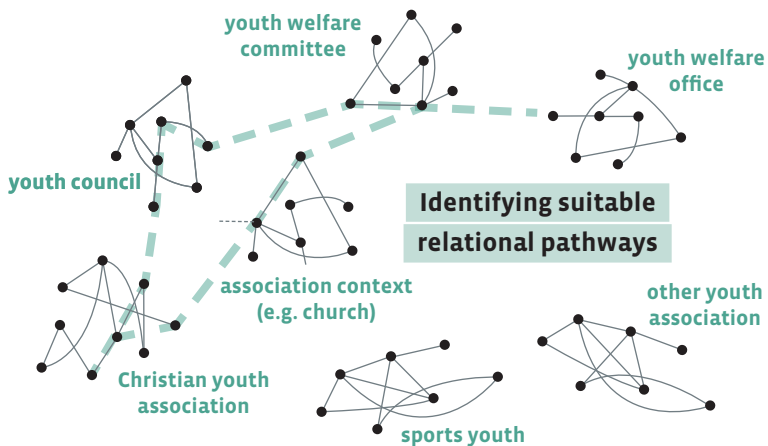 youth welfare
committee
youth welfare
office
youth council
Identifying suitable
relational pathways
association context
(e.g. church)
other youth
association
Christian youth
association
sports youth